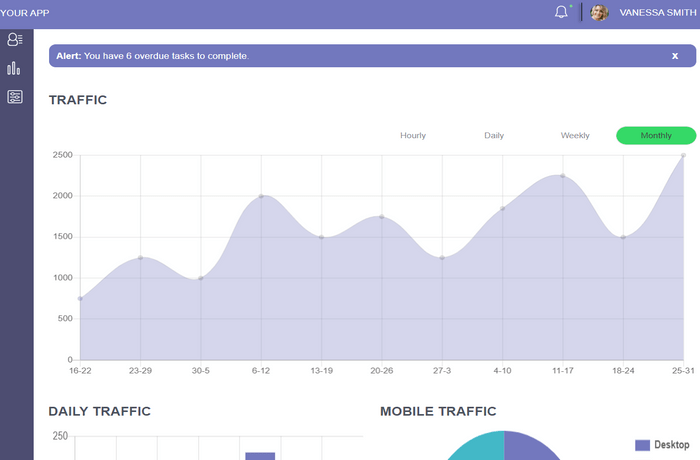 YOUR APP
VANESSA SMITH
Alert: You have 6 overdue tasks to complete.
x
TRAFFIC
Hourly Daily Weekly Monthly
2500
2000
1500
1000
500
0
16-22 23-29 30-5 6-12 13-19 20-26 27-3 4-10 11-17 18-24 25-31
DAILY TRAFFIC
MOBILE TRAFFIC
250
Desktop